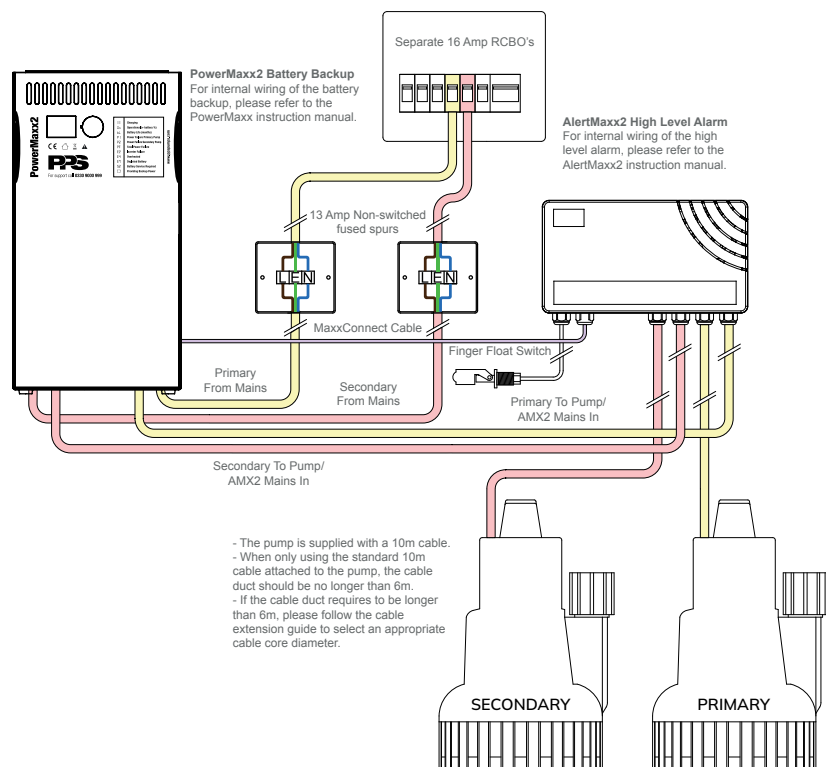 Separate 16 Amp RCBO's
PowerMaxx2 Battery Backup
For internal wiring of the battery
backup, please refer to the
PowerMaxx instruction manual.
PowerMaxx2
PPS
For support call 0333 9000 999
AlertMaxx2 High Level Alarm
For internal wiring of the high
level alarm, please refer to the
AlertMaxx2 instruction manual.
13 Amp Non-switched
fused spurs
L E N
L E N
MaxxConnect Cable
Finger Float Switch
Primary
From Mains
Secondary
From Mains
Primary To Pump/
AMX2 Mains In
Secondary To Pump/
AMX2 Mains In
- The pump is supplied with a 10m cable.
- When only using the standard 10m
cable attached to the pump, the cable
duct should be no longer than 6m.
- If the cable duct requires to be longer
than 6m, please follow the cable
extension guide to select an appropriate
cable core diameter.
SECONDARY
PRIMARY